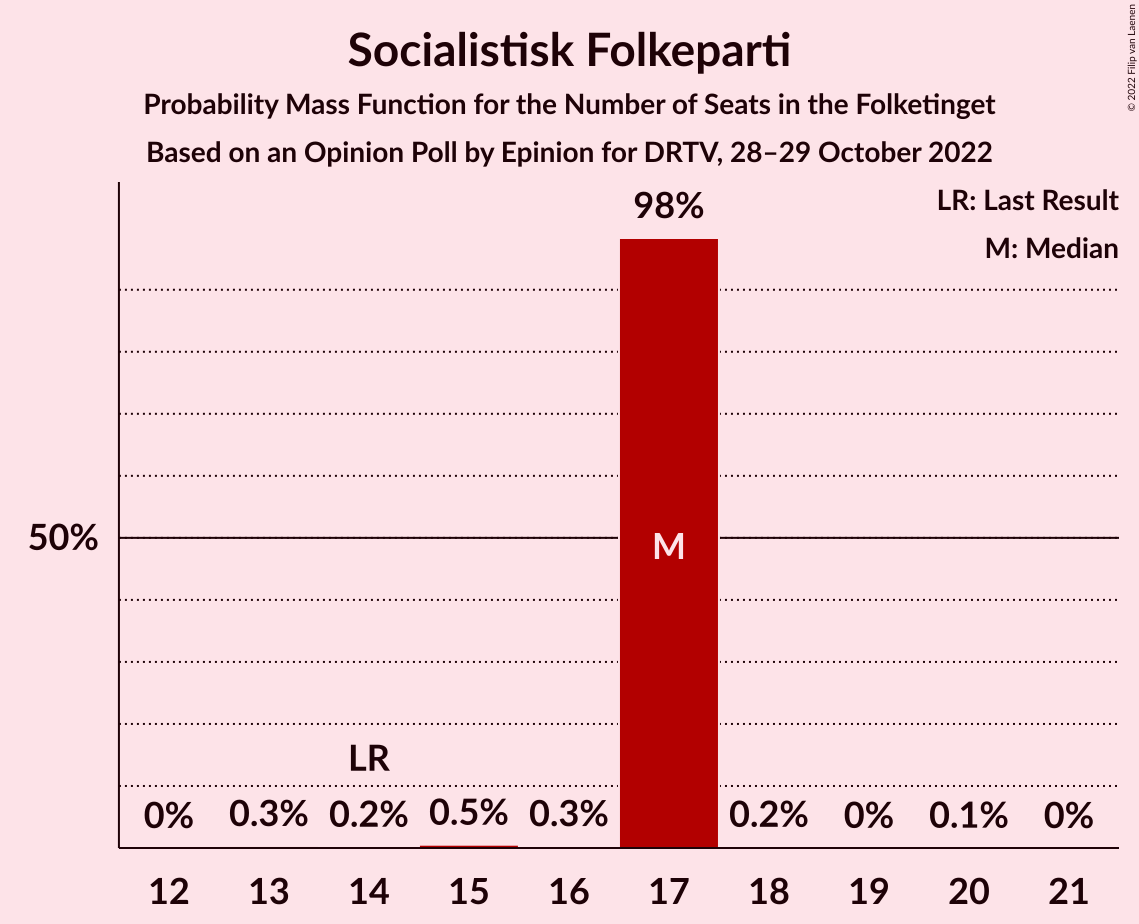 © 2022 Filip van Laenen
Socialistisk Folkeparti
Probability Mass Function for the Number of Seats in the Folketinget
Based on an Opinion Poll by Epinion for DRTV, 28–29 October 2022
LR: Last Result
M: Median
98%
50%
M
LR
0% 0.3% 0.2% 0.5% 0.3% 0.2% 0% 0.1% 0%
12 13 14 15 16 17 18 19 20 21